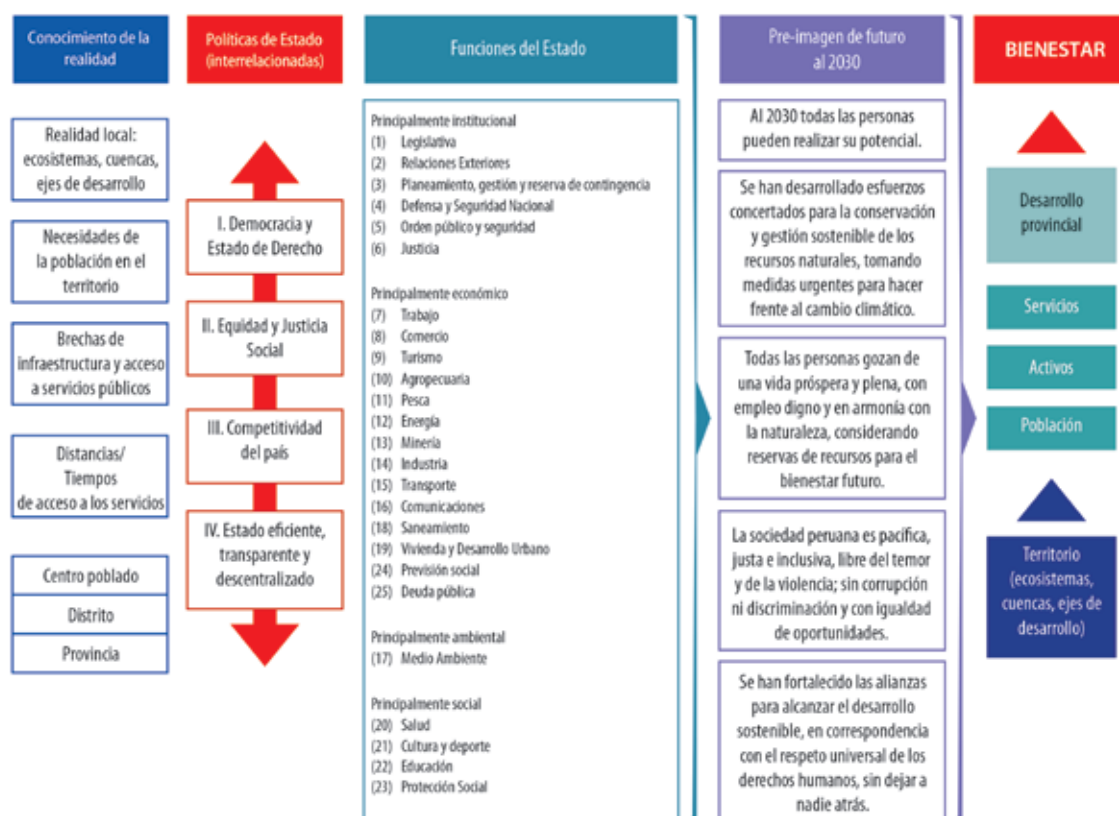 Conocimiento de la
realidad
Realidad local:
ecosistemas, cuencas,
ejes de desarrollo
Necesidades de
la población en el
territorio
Brechas de
infraestructura y acceso
a servicios públicos
Distancias/
Tiempos
de acceso a los servicios
Centro poblado
Distrito
Provincia
Políticas de Estado
(interrelacionadas)
I. Democracia y
Estado de Derecho
II. Equidad y Justicia
Social
III. Competitividad
del país
IV. Estado eficiente,
transparente y
descentralizado
Funciones del Estado
Principalmente institucional
(1) Legislativa
(2) Relaciones Exteriores
(3) Planeamiento, gestión y reserva de contingencia
(4) Defensa y Seguridad Nacional
(5) Orden público y seguridad
(6) Justicia
Principalmente económico
(7) Trabajo
(8) Comercio
(9) Turismo
(10) Agropecuaria
(11) Pesca
(12) Energía
(13) Minería
(14) Industria
(15) Transporte
(16) Comunicaciones
(18) Saneamiento
(19) Vivienda y Desarrollo Urbano
(24) Previsión social
(25) Deuda pública
Principalmente ambiental
(17) Medio Ambiente
Principalmente social
(20) Salud
(21) Cultura y deporte
(22) Educación
(23) Protección Social
Pre-imagen de futuro
al 2030
Al 2030 todas las personas
pueden realizar su potencial.
Se han desarrollado esfuerzos
concertados para la conservación
y gestión sostenible de los
recursos naturales, tomando
medidas urgentes para hacer
frente al cambio climático.
Todas las personas gozan de
una vida próspera y plena, con
empleo digno y en armonía con
la naturaleza, considerando
reservas de recursos para el
bienestar futuro.
La sociedad peruana es pacífica,
justa e inclusiva, libre del temor
y de la violencia; sin corrupción
ni discriminación y con igualdad
de oportunidades.
Se han fortalecido las alianzas
para alcanzar el desarrollo
sostenible, en correspondencia
con el respeto universal de los
derechos humanos, sin dejar a
nadie atrás.
BIENESTAR
Desarrollo
provincial
Servicios
Activos
Población
Territorio
(ecosistemas,
cuencas, ejes de
desarrollo)